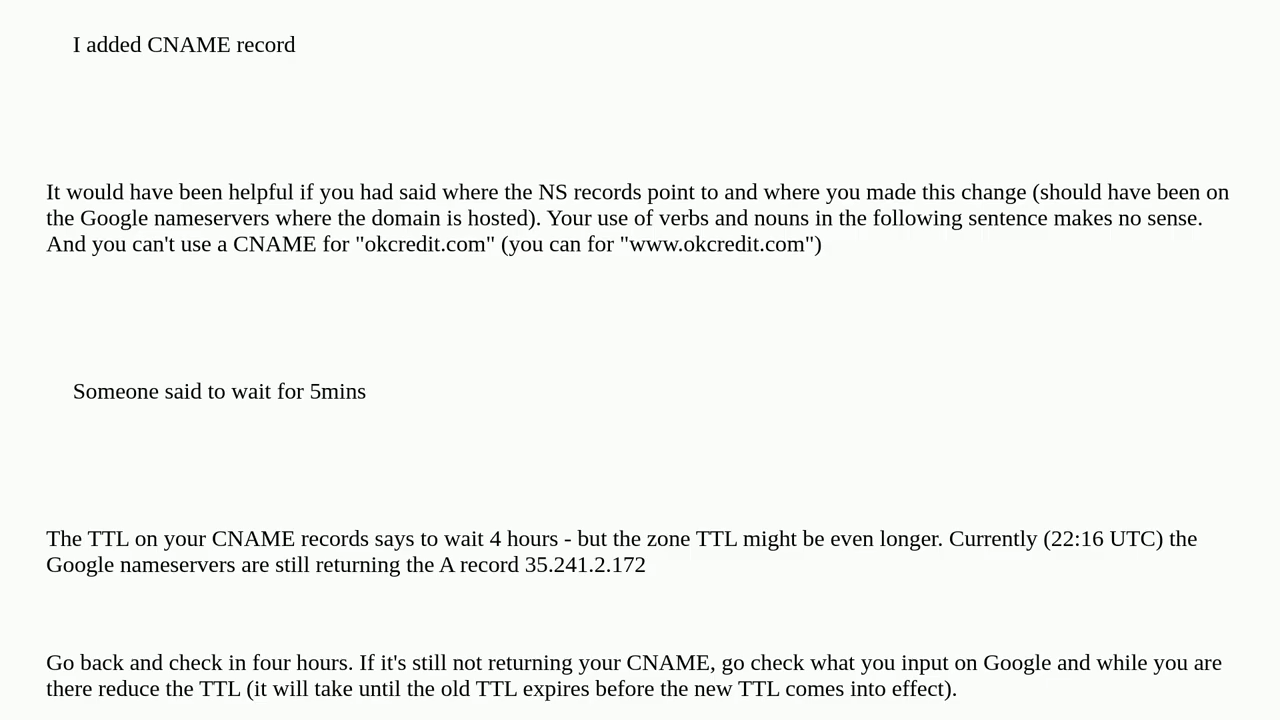 I added CNAME record
It would have been helpful if you had said where the NS records point to and where you made this change (should have been on
the Google nameservers where the domain is hosted). Your use of verbs and nouns in the following sentence makes no sense.
And you can't use a CNAME for "okcredit.com" (you can for "www.okcredit.com")
Someone said to wait for 5mins
The TTL on your CNAME records says to wait 4 hours - but the zone TTL might be even longer. Currently (22:16 UTC) the
Google nameservers are still returning the A record 35.241.2.172
Go back and check in four hours. If it's still not returning your CNAME, go check what you input on Google and while you are
there reduce the TTL (it will take until the old TTL expires before the new TTL comes into effect).